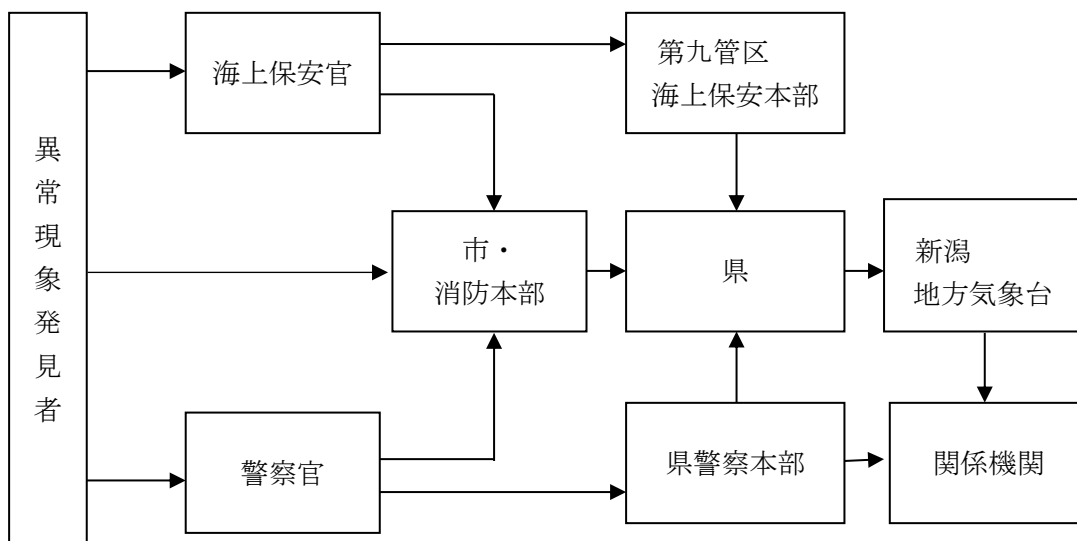 異常現象発見者
海上保安官
第九管区
海上保安本部
市・
消防本部
県
新潟
地方気象台
警察官
県警察本部
関係機関